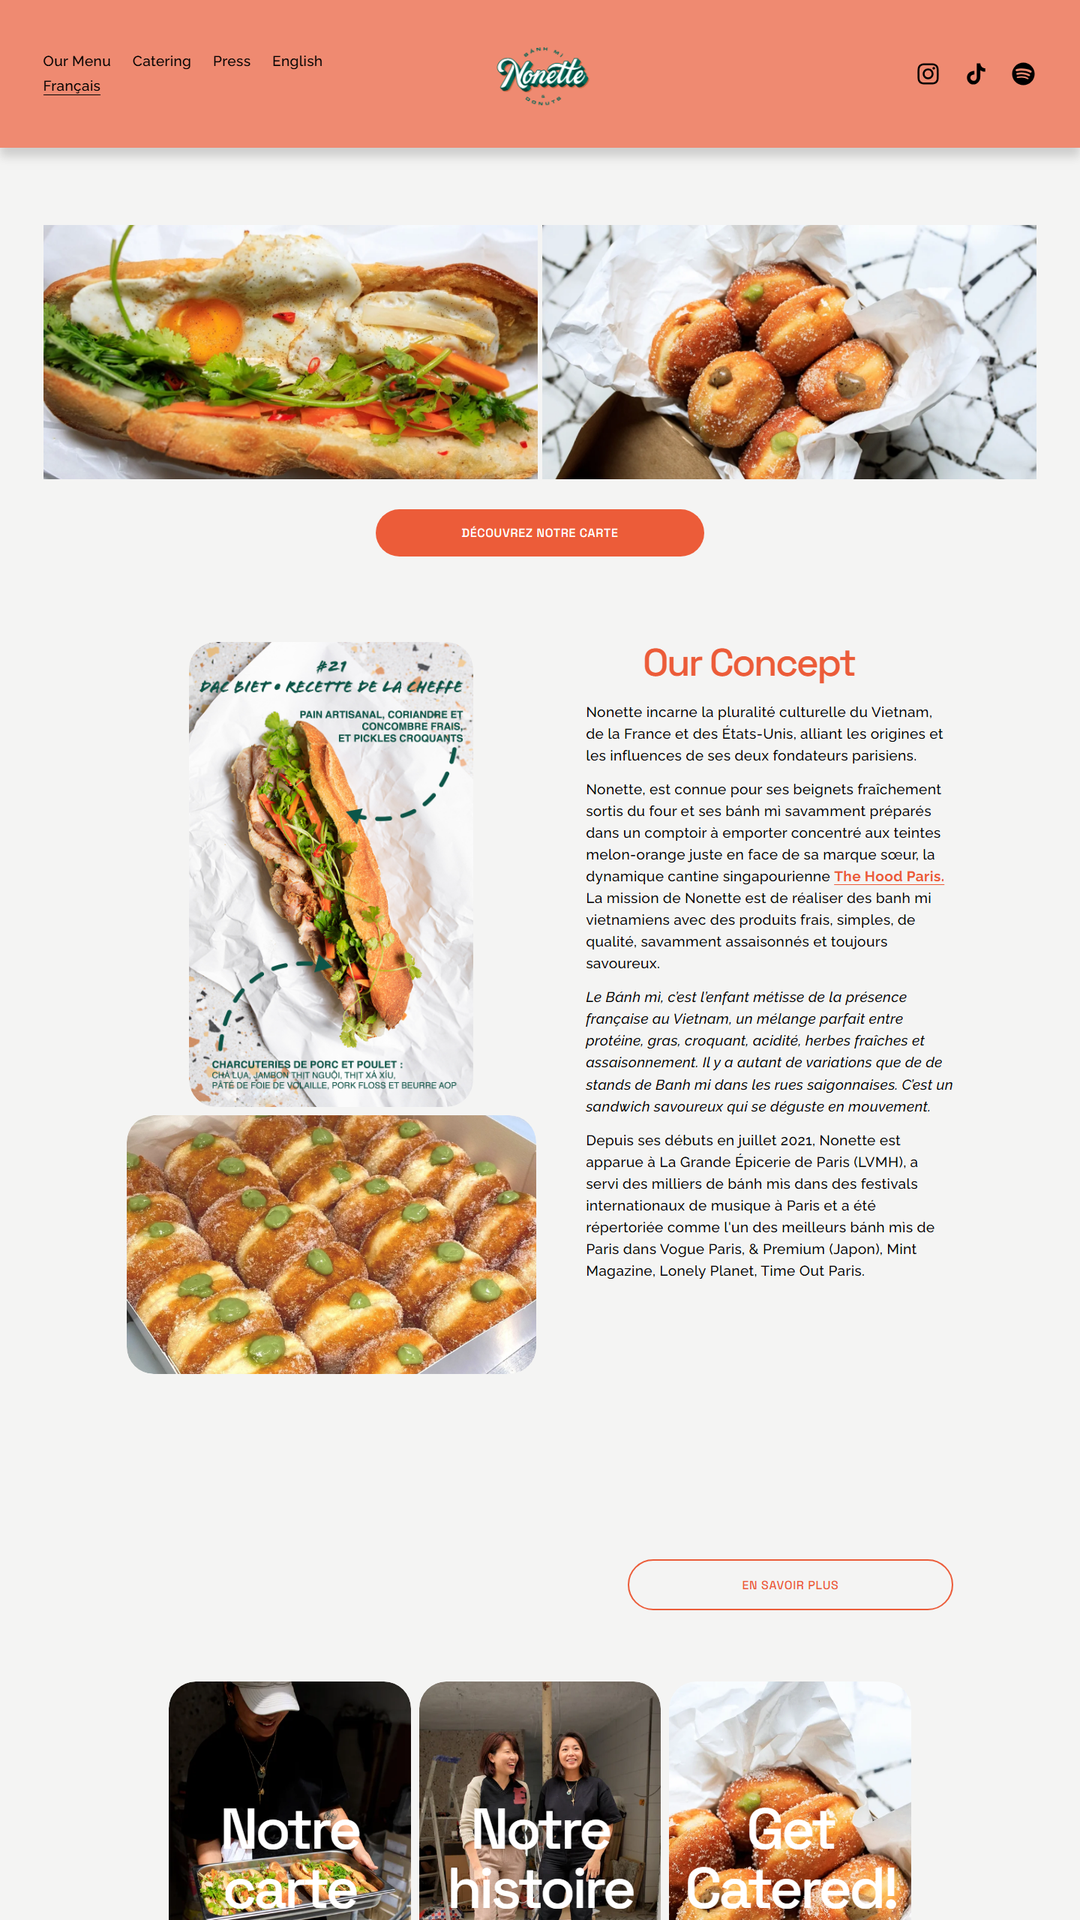 Our Menu Catering Press English
Français
BÁNH MÌ
Nonette
&
DONUTS
DÉCOUVREZ NOTRE CARTE
#21
DAC BIET • RECETTE DE LA CHEFFE
PAIN ARTISANAL, CORIANDRE ET
CONCOMBRE FRAIS,
ET PICKLES CROQUANTS
CHARCUTERIES DE PORC ET POULET :
CHẢ LỤA, JAMBON THỊT NGUỘI, THỊT XÁ XÍU,
PÂTÉ DE FOIE DE VOLAILLE, PORK FLOSS ET BEURRE AOP
Our Concept
Nonette incarne la pluralité culturelle du Vietnam,
de la France et des États-Unis, alliant les origines et
les influences de ses deux fondateurs parisiens.
Nonette, est connue pour ses beignets fraîchement
sortis du four et ses bánh mì savamment préparés
dans un comptoir à emporter concentré aux teintes
melon-orange juste en face de sa marque sœur, la
dynamique cantine singapourienne The Hood Paris.
La mission de Nonette est de réaliser des banh mi
vietnamiens avec des produits frais, simples, de
qualité, savamment assaisonnés et toujours
savoureux.
Le Bánh mì, c’est l’enfant métisse de la présence
française au Vietnam, un mélange parfait entre
protéine, gras, croquant, acidité, herbes fraîches et
assaisonnement. Il y a autant de variations que de de
stands de Banh mi dans les rues saigonnaises. C’est un
sandwich savoureux qui se déguste en mouvement.
Depuis ses débuts en juillet 2021, Nonette est
apparue à La Grande Épicerie de Paris (LVMH), a
servi des milliers de bánh mìs dans des festivals
internationaux de musique à Paris et a été
répertoriée comme l'un des meilleurs bánh mìs de
Paris dans Vogue Paris, & Premium (Japon), Mint
Magazine, Lonely Planet, Time Out Paris.
EN SAVOIR PLUS
Notre
carte
Notre
histoire
Get
Catered!